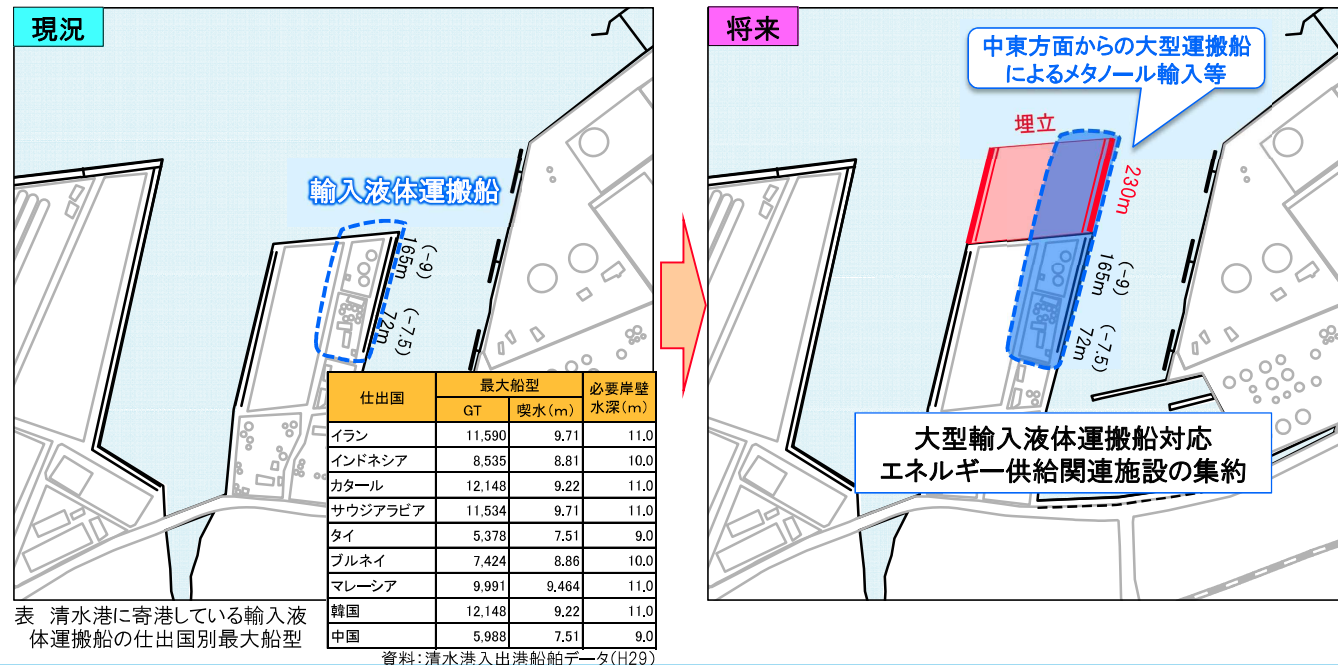 現況
輸入液体運搬船
(-9)
165m
(-7.5)
72m
仕出国 最大船型 必要岸壁水深(m)
GT 喫水(m)
イラン 11,590 9.71 11.0
インドネシア 8,535 8.81 10.0
カタール 12,148 9.22 11.0
サウジアラビア 11,534 9.71 11.0
タイ 5,378 7.51 9.0
ブルネイ 7,424 8.86 10.0
マレーシア 9,991 9.464 11.0
韓国 12,148 9.22 11.0
中国 5,988 7.51 9.0
表 清水港に寄港している輸入液
体運搬船の仕出国別最大船型
資料:清水港入出港船舶データ(H29)
将来
中東方面からの大型運搬船
によるメタノール輸入等
埋立
230m
(-9)
165m
(-7.5)
72m
大型輸入液体運搬船対応
エネルギー供給関連施設の集約